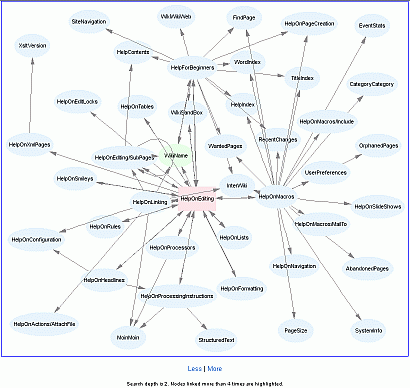 SiteNavigation
WikiWikiWeb
FindPage
HelpOnPageCreation
EventStats
XsltVersion
HelpContents
HelpForBeginners
WordIndex
TitleIndex
CategoryCategory
HelpOnEditLocks
HelpOnTables
WikiSandBox
HelpIndex
HelpOnMacros/Include
HelpOnXmlPages
HelpOnEditing/SubPages
WikiName
WantedPages
RecentChanges
OrphanedPages
HelpOnSmileys
InterWiki
UserPreferences
HelpOnLinking
HelpOnEditing
HelpOnMacros
HelpOnSlideShows
HelpOnConfiguration
HelpOnRules
HelpOnProcessors
HelpOnLists
HelpOnMacros/MailTo
HelpOnHeadlines
HelpOnProcessingInstructions
HelpOnFormatting
HelpOnNavigation
AbandonedPages
HelpOnActions/AttachFile
MoinMoin
StructuredText
PageSize
SystemInfo
Less | More
Search depth is 2. Nodes linked more than 4 times are highlighted.